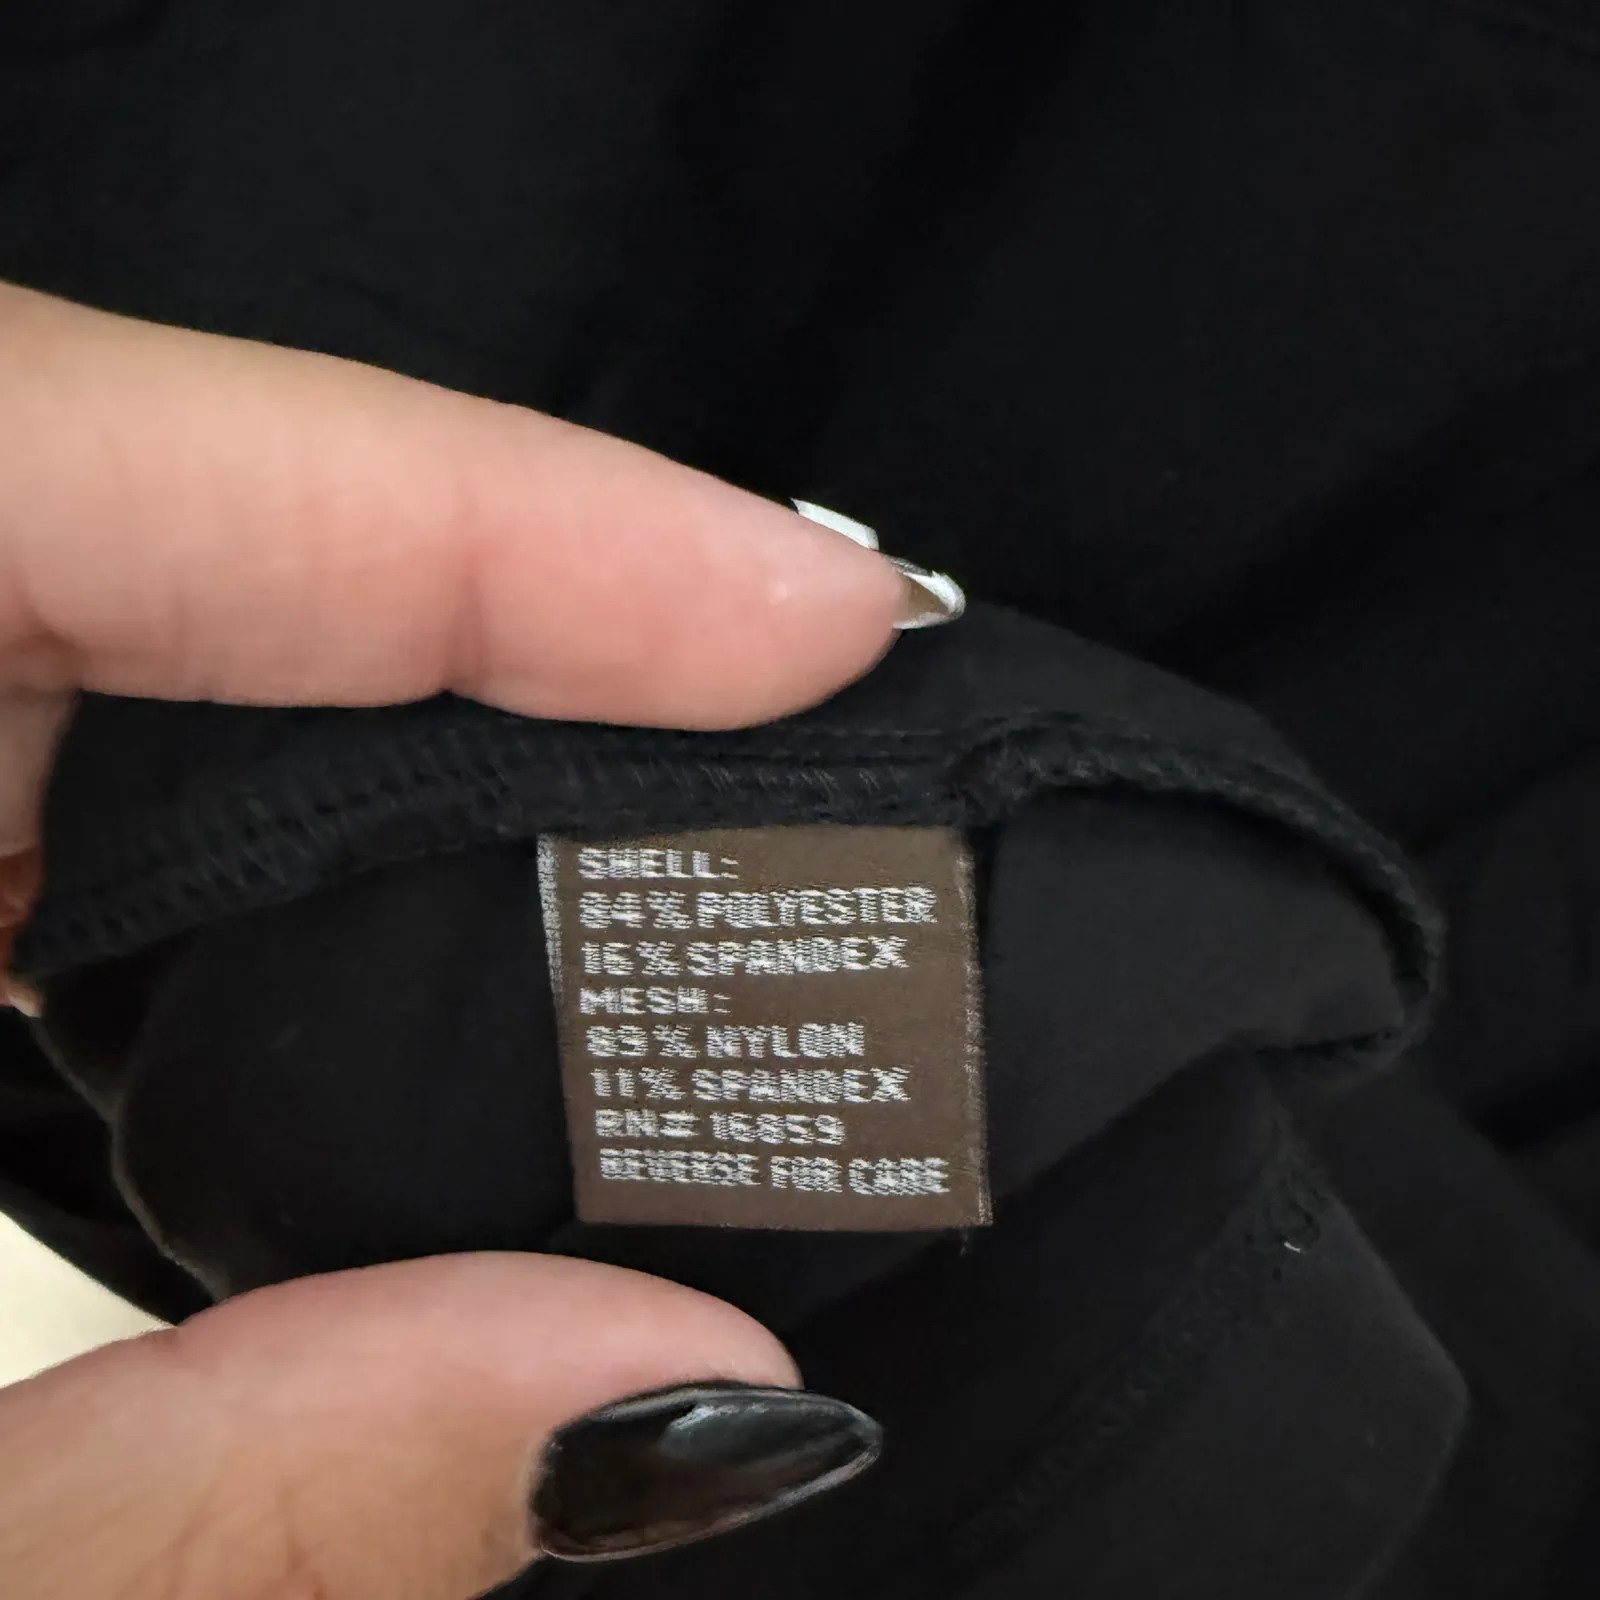 SHELL:
84% POLYESTER
16% SPANDEX
MESH:
89% NYLON
11% SPANDEX
RN# 16859
REVERSE FOR CARE